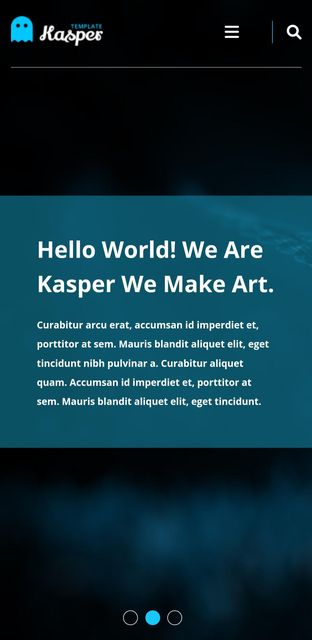 TEMPLATE
Kasper
Hello World! We Are
Kasper We Make Art.
Curabitur arcu erat, accumsan id imperdiet et,
porttitor at sem. Mauris blandit aliquet elit, eget
tincidunt nibh pulvinar a. Curabitur aliquet
quam. Accumsan id imperdiet et, porttitor at
sem. Mauris blandit aliquet elit, eget tincidunt.